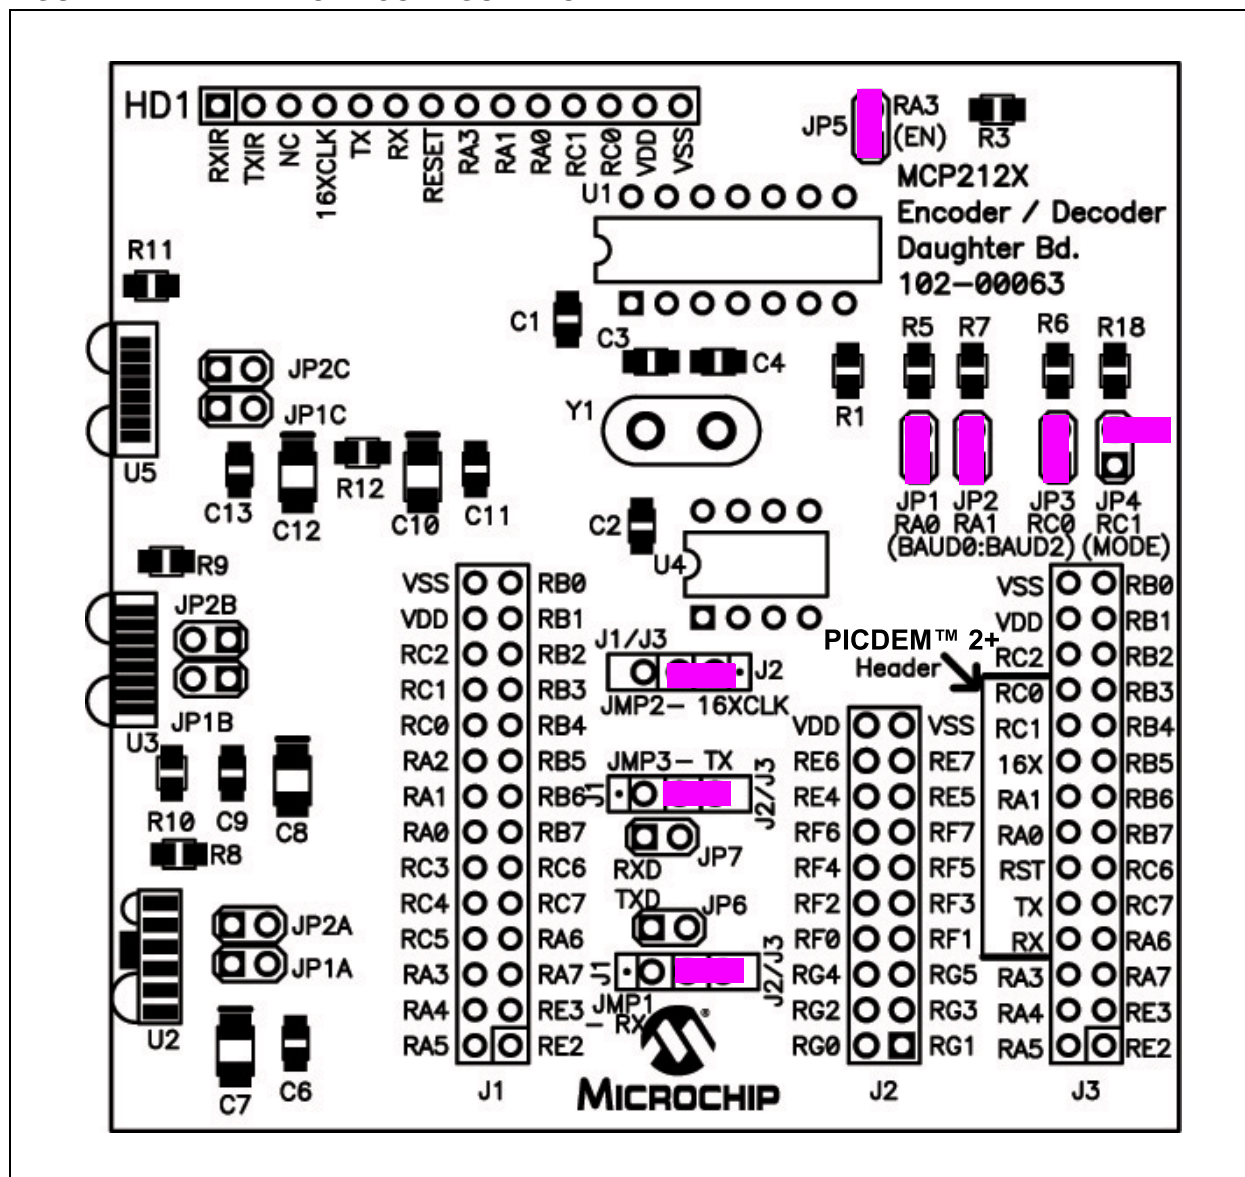 HD1
RXIR
TXIR
NC
16XCLK
TX
RX
RESET
RA3
RA1
RA0
RC1
RC0
VDD
VSS
JP5
RA3
(EN)
R3
MCP212X
Encoder / Decoder
Daughter Bd.
102-00063
U1
R11
C1
C3
C4
R5
R7
R6
R18
JP2C
JP1C
Y1
R1
U5
R12
C13
C12
C10
C11
C2
JP1
JP2
JP3
JP4
RA0
RA1
RC0
RC1
(BAUD0:BAUD2) (MODE)
U4
R9
JP2B
JP1B
U3
VSS
VDD
RC2
RC1
RC0
RA2
RA1
RA0
RC3
RC4
RC5
RA3
RA4
RA5
RB0
RB1
RB2
RB3
RB4
RB5
RB6
RB7
RC6
RC7
RA6
RA7
RE3
RE2
J1
J1/J3
J2
JMP2- 16XCLK
JMP3- TX
J1
J2/J3
JP7
RXD
TXD
JP6
J1
J2/J3
JMP1
- RX
MICROCHIP
®
PICDEM™ 2+
Header
VDD
RE6
RE4
RF6
RF4
RF2
RF0
RG4
RG2
RG0
VSS
RE7
RE5
RF7
RF5
RF3
RF1
RG5
RG3
RG1
J2
VSS
VDD
RC2
RC0
RC1
16X
RA1
RA0
RST
TX
RX
RA3
RA4
RA5
RB0
RB1
RB2
RB3
RB4
RB5
RB6
RB7
RC6
RC7
RA6
RA7
RE3
RE2
J3
R10
C9
C8
R8
JP2A
JP1A
U2
C7
C6